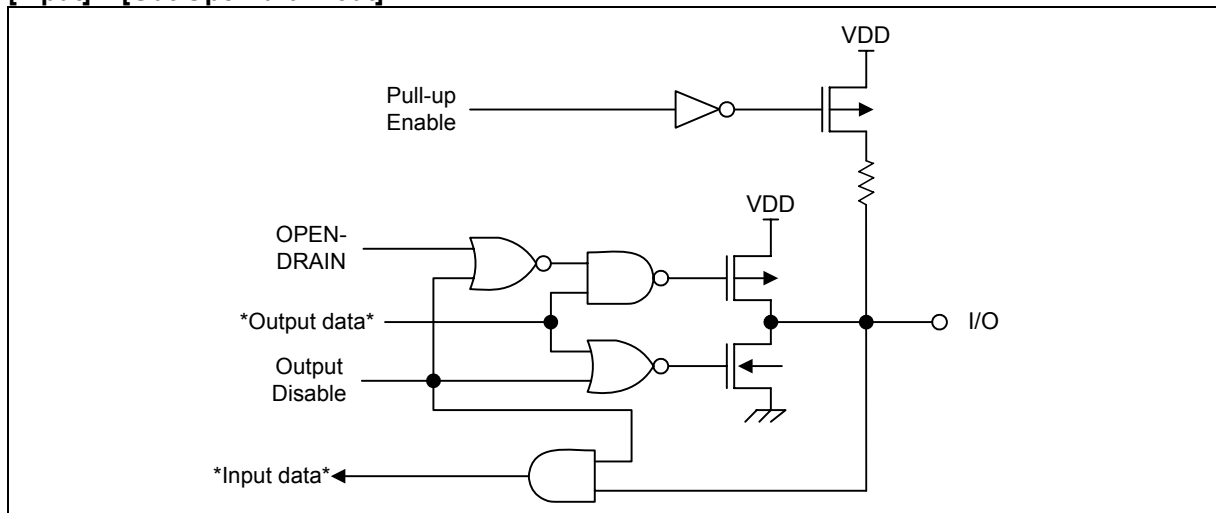 VDD
Pull-up
Enable
VDD
OPEN-
DRAIN
*Output data*
I/O
Output
Disable
*Input data*